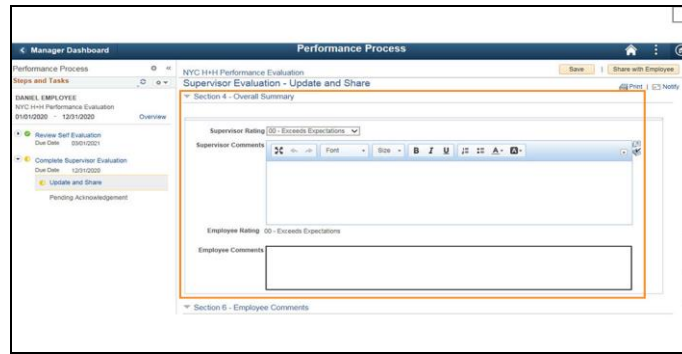 Manager Dashboard
Performance Process
Performance Process
Steps and Tasks
DANIEL EMPLOYEE
NYC H+H Performance Evaluation
01/01/2020 - 12/31/2020 Overview
Review Self Evaluation
Due Date 03/01/2021
Complete Supervisor Evaluation
Due Date 12/31/2020
Update and Share
Pending Acknowledgement
NYC H+H Performance Evaluation
Save | Share with Employee
Supervisor Evaluation - Update and Share
Print | Notify
Section 4 - Overall Summary
Supervisor Rating 00 - Exceeds Expectations
Supervisor Comments
Font Size B I U A A
Employee Rating 00 - Exceeds Expectations
Employee Comments
Section 6 - Employee Comments